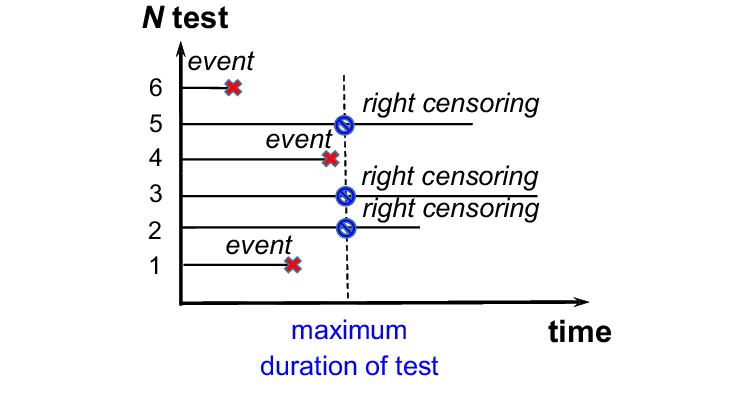 N test
event
6
right censoring
5
event
4
right censoring
3
right censoring
2
event
1
maximum
duration of test
time